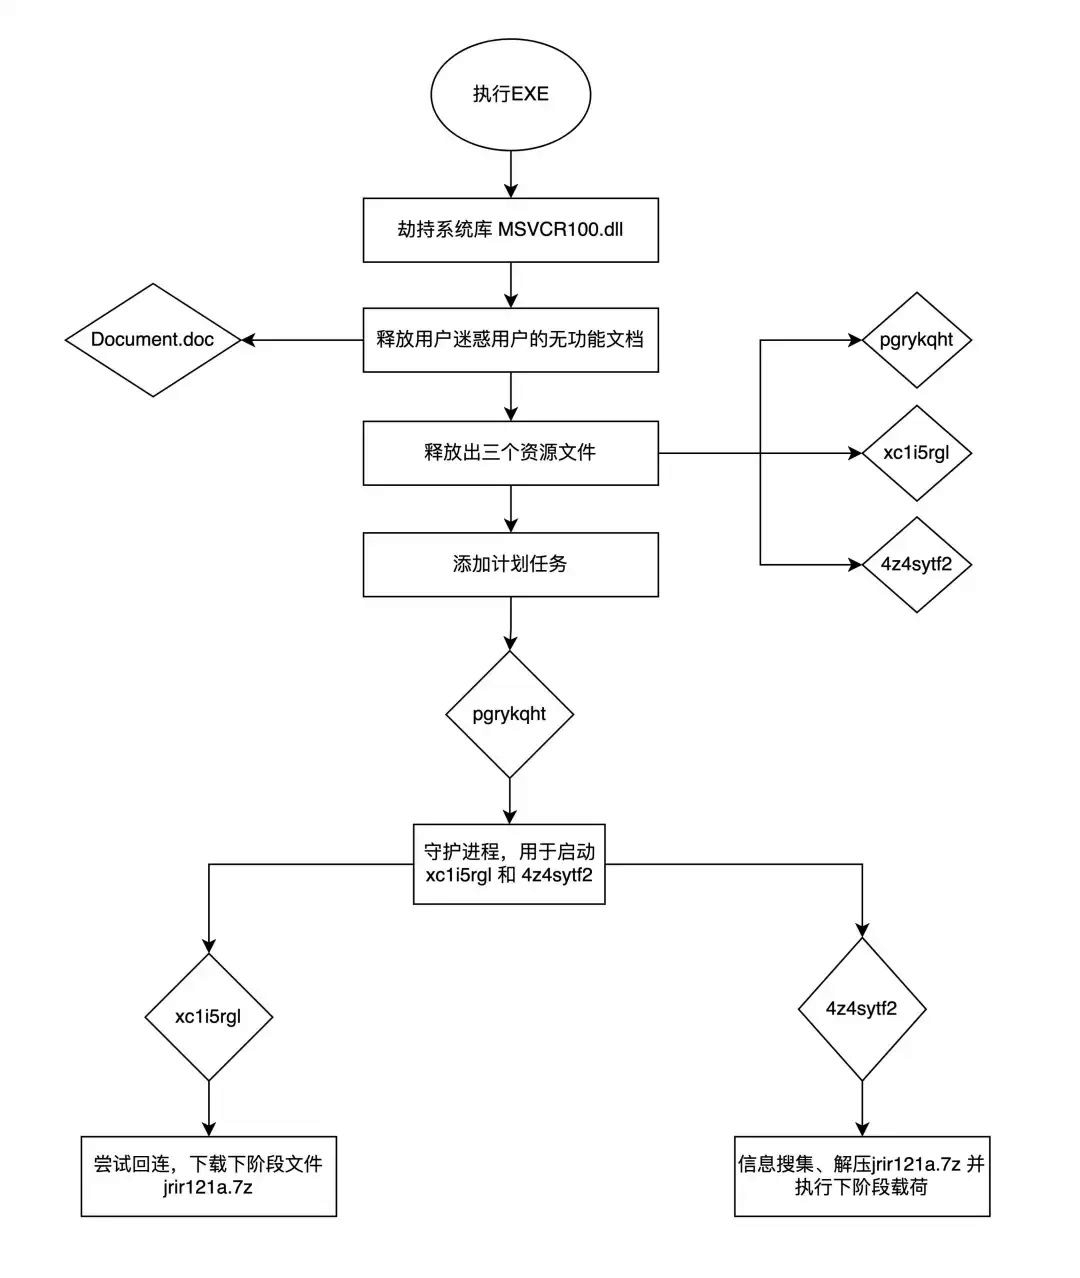 执行EXE
劫持系统库 MSVCR100.dll
Document.doc
释放用户迷惑用户的无功能文档
pgrykqht
释放出三个资源文件
xc1i5rgl
添加计划任务
4z4sytf2
pgrykqht
守护进程，用于启动
xc1i5rgl 和 4z4sytf2
xc1i5rgl
4z4sytf2
尝试回连，下载下阶段文件
jrir121a.7z
信息搜集、解压jrir121a.7z 并
执行下阶段载荷